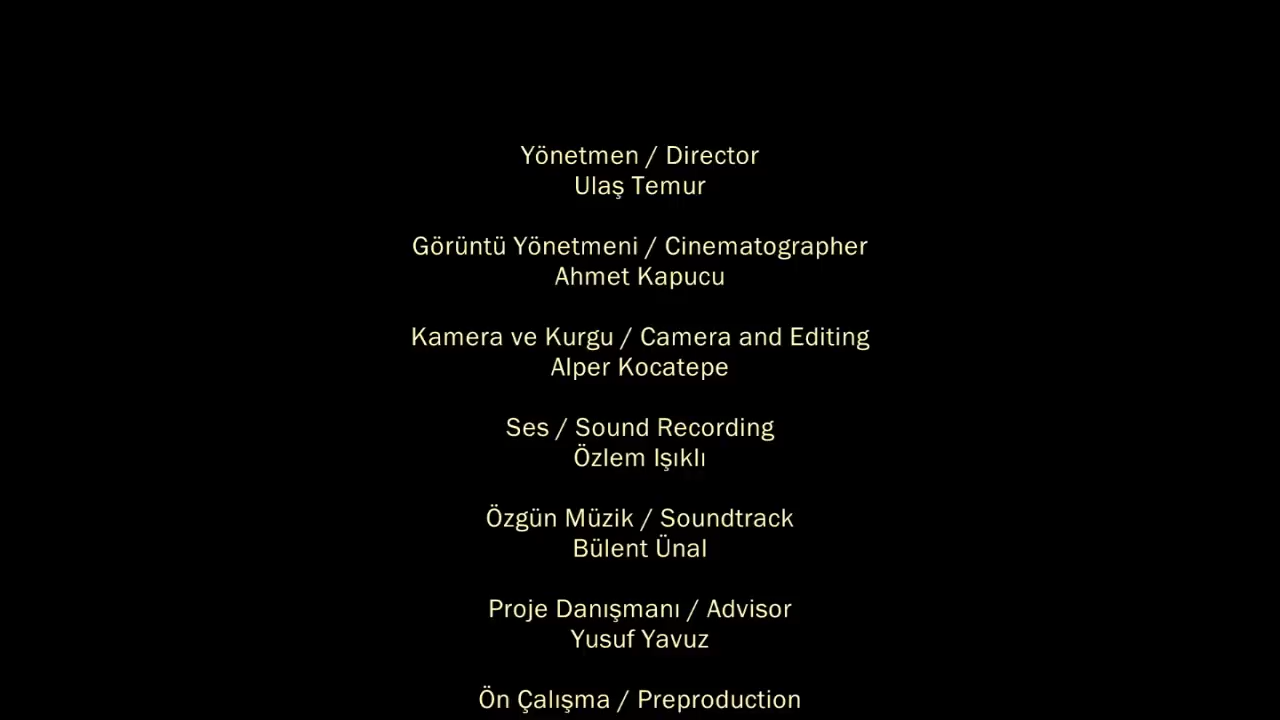 Yönetmen / Director
Ulaş Temur
Görüntü Yönetmeni / Cinematographer
Ahmet Kapucu
Kamera ve Kurgu / Camera and Editing
Alper Kocatepe
Ses / Sound Recording
Özlem Işıklı
Özgün Müzik / Soundtrack
Bülent Ünal
Proje Danışmanı / Advisor
Yusuf Yavuz
Ön Çalışma / Preproduction